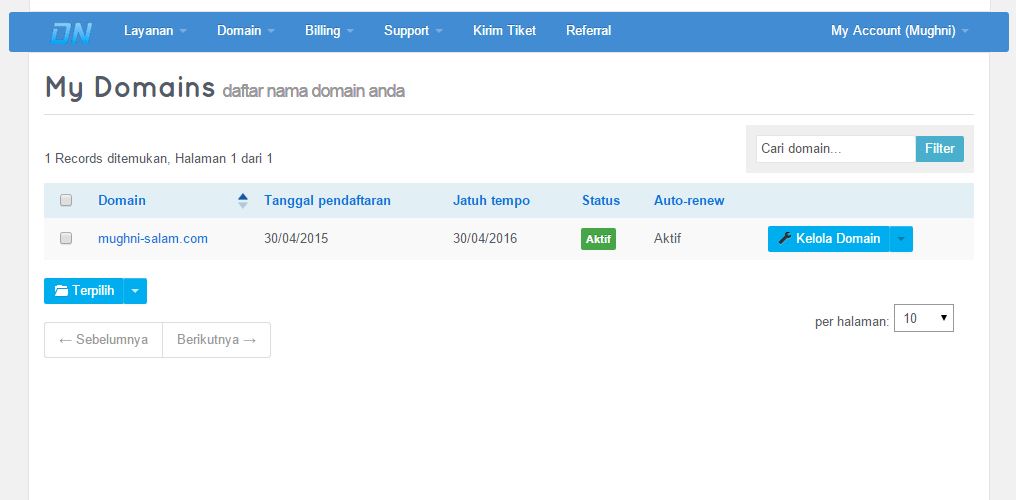 DN Layanan Domain Billing Support Kirim Tiket Referral My Account (Mughni)
My Domains daftar nama domain anda
1 Records ditemukan, Halaman 1 dari 1
Cari domain... Filter
Domain Tanggal pendaftaran Jatuh tempo Status Auto-renew
mughni-salam.com 30/04/2015 30/04/2016 Aktif Aktif Kelola Domain
Terpilih
per halaman: 10
← Sebelumnya Berikutnya →